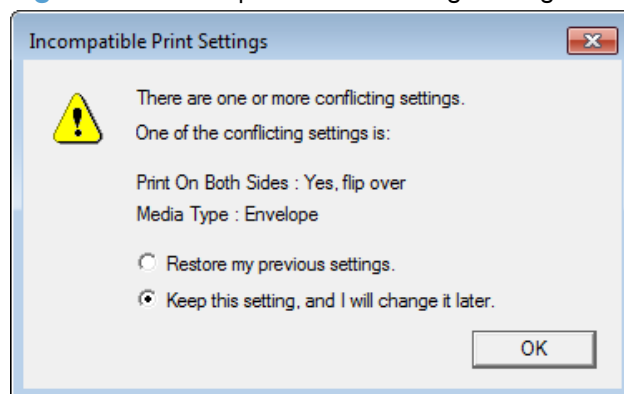 Incompatible Print Settings
There are one or more conflicting settings.
One of the conflicting settings is:
Print On Both Sides : Yes, flip over
Media Type : Envelope
Restore my previous settings.
Keep this setting, and I will change it later.
OK